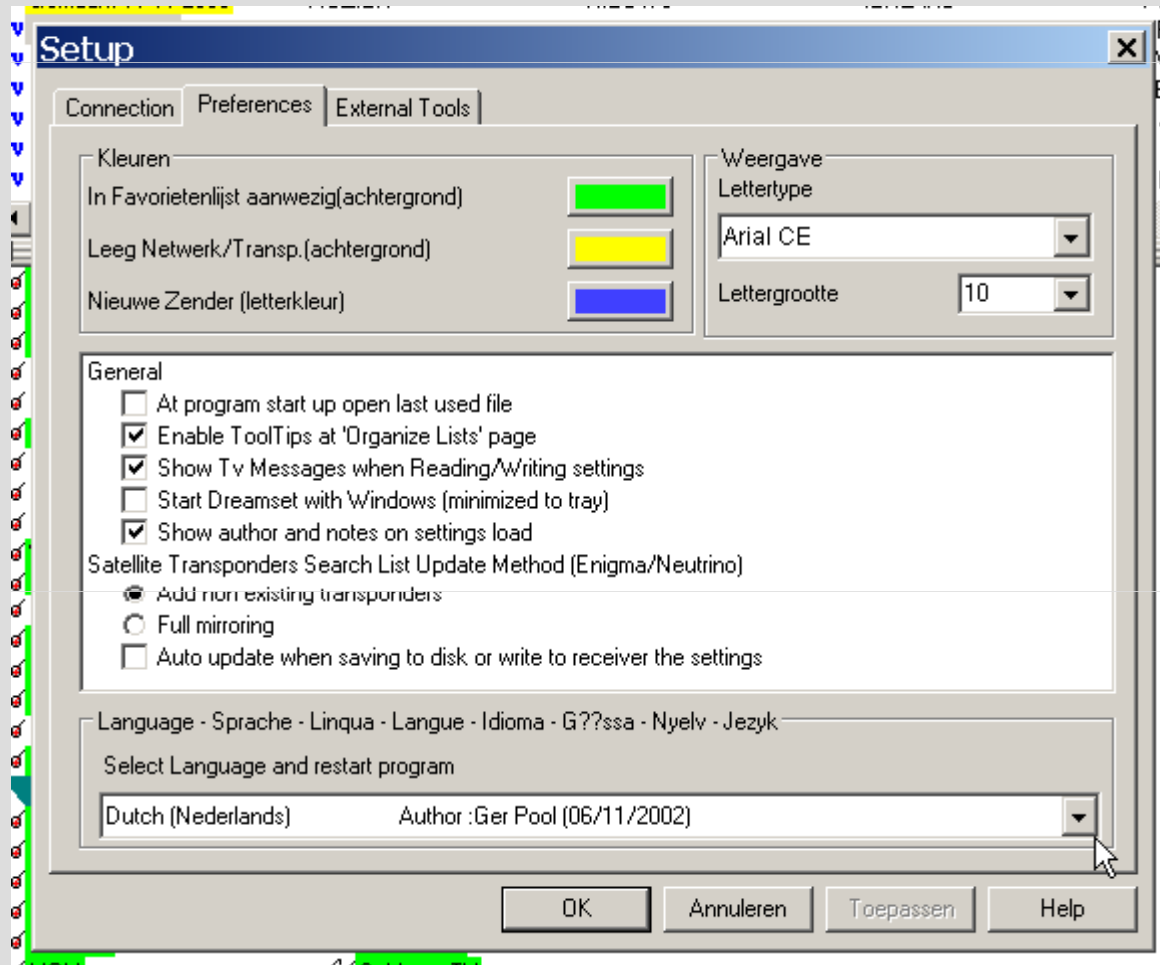 Setup
Connection Preferences External Tools
Kleuren
In Favorietenlijst aanwezig(achtergrond)
Leeg Netwerk/Transp.(achtergrond)
Nieuwe Zender (letterkleur)
Weergave
Lettertype
Arial CE
Lettergrootte 10
General
At program start up open last used file
Enable ToolTips at 'Organize Lists' page
Show Tv Messages when Reading/Writing settings
Start Dreamset with Windows (minimized to tray)
Show author and notes on settings load
Satellite Transponders Search List Update Method (Enigma/Neutrino)
Add non existing transponders
Full mirroring
Auto update when saving to disk or write to receiver the settings
Language - Sprache - Linqua - Langue - Idioma - G??ssa - Nyelv - Jezyk
Select Language and restart program
Dutch (Nederlands) Author :Ger Pool (06/11/2002)
OK Annuleren Toepassen Help